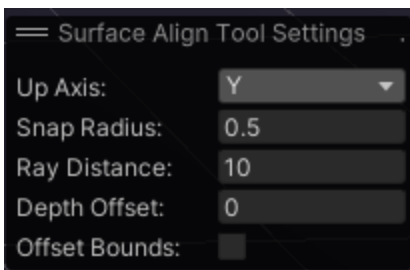 Surface Align Tool Settings
Up Axis: Y
Snap Radius: 0.5
Ray Distance: 10
Depth Offset: 0
Offset Bounds: